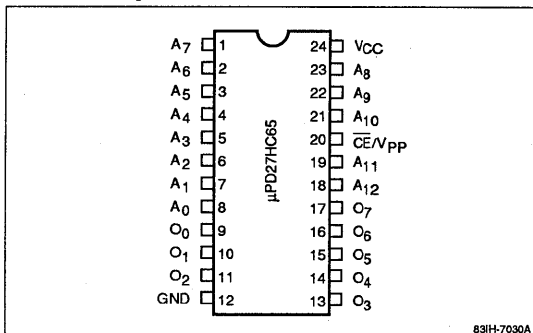 A7 1 24 VCC
A6 2 23 A8
A5 3 22 A9
A4 4 21 A10
A3 5 20 CE/VPP
A2 6 19 A11
A1 7 18 A12
A0 8 17 O7
O0 9 16 O6
O1 10 15 O5
O2 11 14 O4
GND 12 13 O3
µPD27HC65
83IH-7030A